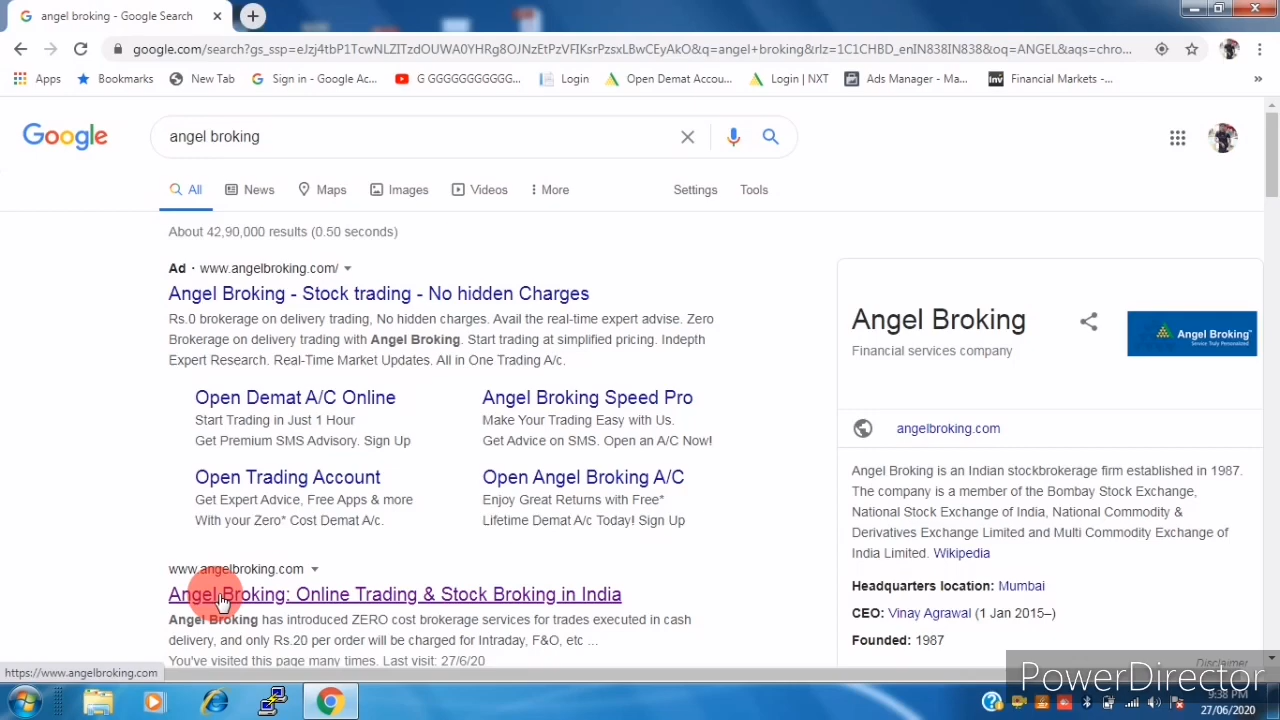 angel broking - Google Search
google.com/search?gs_ssp=eJzj4tbP1TcwNLZITzdOUWA0YHRg8OJNzEtPzVFIKsrPzsxLBwCEyAkO&q=angel+broking&rlz=1C1CHBD_enIN838IN838&oq=ANGEL&aqs=chro...
Apps
Bookmarks
New Tab
Sign in - Google Ac...
G GGGGGGGGGGG...
Login
Open Demat Accou...
Login | NXT
Ads Manager - Ma...
Inv
Financial Markets -...
»
Google
angel broking
All
News
Maps
Images
Videos
More
Settings
Tools
About 42,90,000 results (0.50 seconds)
Ad · www.angelbroking.com/
Angel Broking - Stock trading - No hidden Charges
Rs.0 brokerage on delivery trading, No hidden charges. Avail the real-time expert advise. Zero
Brokerage on delivery trading with Angel Broking. Start trading at simplified pricing. Indepth
Expert Research. Real-Time Market Updates. All in One Trading A/c.
Open Demat A/C Online
Start Trading in Just 1 Hour
Get Premium SMS Advisory. Sign Up
Angel Broking Speed Pro
Make Your Trading Easy with Us.
Get Advice on SMS. Open an A/C Now!
Open Trading Account
Get Expert Advice, Free Apps & more
With your Zero* Cost Demat A/c.
Open Angel Broking A/C
Enjoy Great Returns with Free*
Lifetime Demat A/c Today! Sign Up
www.angelbroking.com
Angel Broking: Online Trading & Stock Broking in India
Angel Broking has introduced ZERO cost brokerage services for trades executed in cash
delivery, and only Rs.20 per order will be charged for Intraday, F&O, etc ...
You've visited this page many times. Last visit: 27/6/20
Angel Broking
Financial services company
Angel Broking
Service Truly Personalized
angelbroking.com
Angel Broking is an Indian stockbrokerage firm established in 1987.
The company is a member of the Bombay Stock Exchange,
National Stock Exchange of India, National Commodity &
Derivatives Exchange Limited and Multi Commodity Exchange of
India Limited. Wikipedia
Headquarters location: Mumbai
CEO: Vinay Agrawal (1 Jan 2015–)
Founded: 1987
Disclaimer
https://www.angelbroking.com
PowerDirector
9:38 PM
27/06/2020